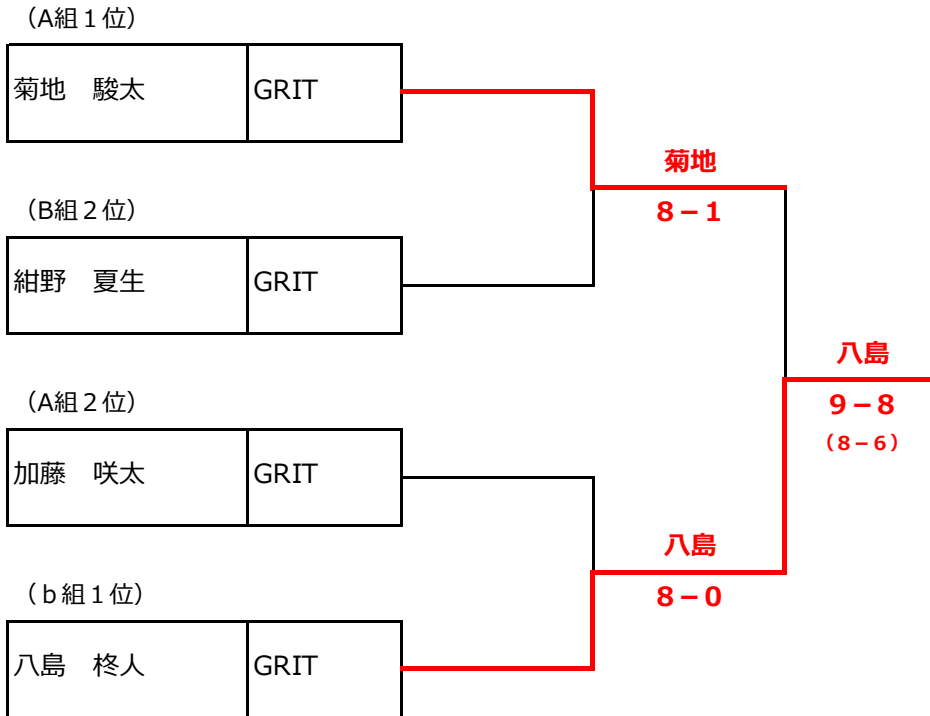 （A組１位）
菊地　駿太　GRIT
菊地
8－1
（B組２位）
紺野　夏生　GRIT
八島
9－8
（8－6）
（A組２位）
加藤　咲太　GRIT
八島
8－0
（ｂ組１位）
八島　柊人　GRIT